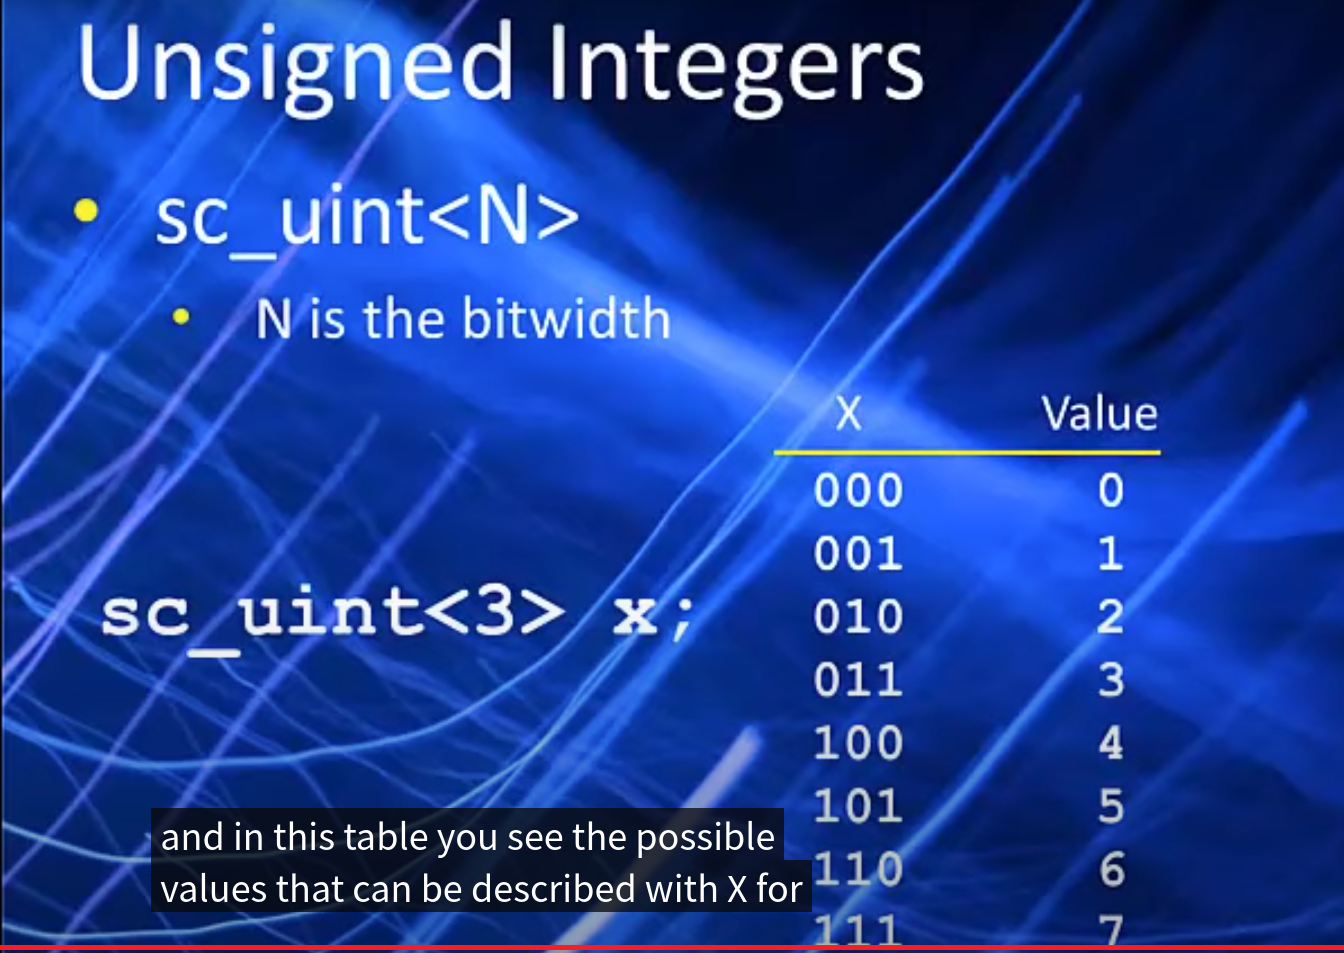 Unsigned Integers
• sc_uint<N>
• N is the bitwidth
X Value
000 0
001 1
010 2
011 3
sc_uint<3> x;
100 4
101 5
110 6
111 7
and in this table you see the possible
values that can be described with X for